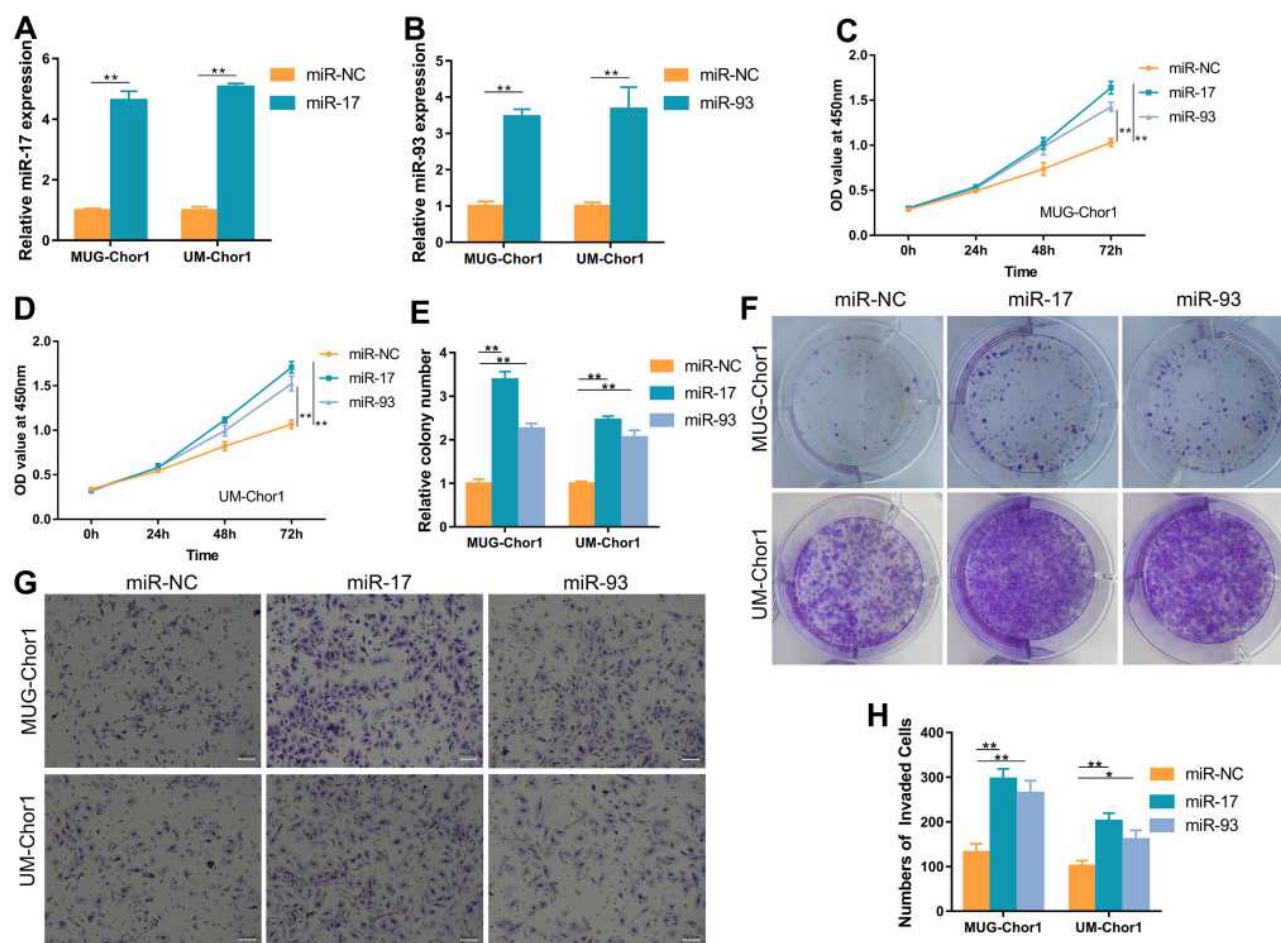 A
Relative miR-17 expression
6
4
2
0
**
**
MUG-Chor1
UM-Chor1
miR-NC
miR-17
B
Relative miR-93 expression
5
4
3
2
1
0
**
**
MUG-Chor1
UM-Chor1
miR-NC
miR-93
C
OD value at 450nm
2.0
1.5
1.0
0.5
0.0
0h
24h
48h
72h
Time
MUG-Chor1
miR-NC
miR-17
miR-93
**
**
D
OD value at 450nm
2.0
1.5
1.0
0.5
0.0
0h
24h
48h
72h
Time
UM-Chor1
miR-NC
miR-17
miR-93
**
**
E
Relative colony number
4
3
2
1
0
**
**
**
**
MUG-Chor1
UM-Chor1
miR-NC
miR-17
miR-93
F
miR-NC
miR-17
miR-93
MUG-Chor1
UM-Chor1
G
miR-NC
miR-17
miR-93
MUG-Chor1
UM-Chor1
H
Numbers of Invaded Cells
400
300
200
100
0
**
**
**
*
MUG-Chor1
UM-Chor1
miR-NC
miR-17
miR-93